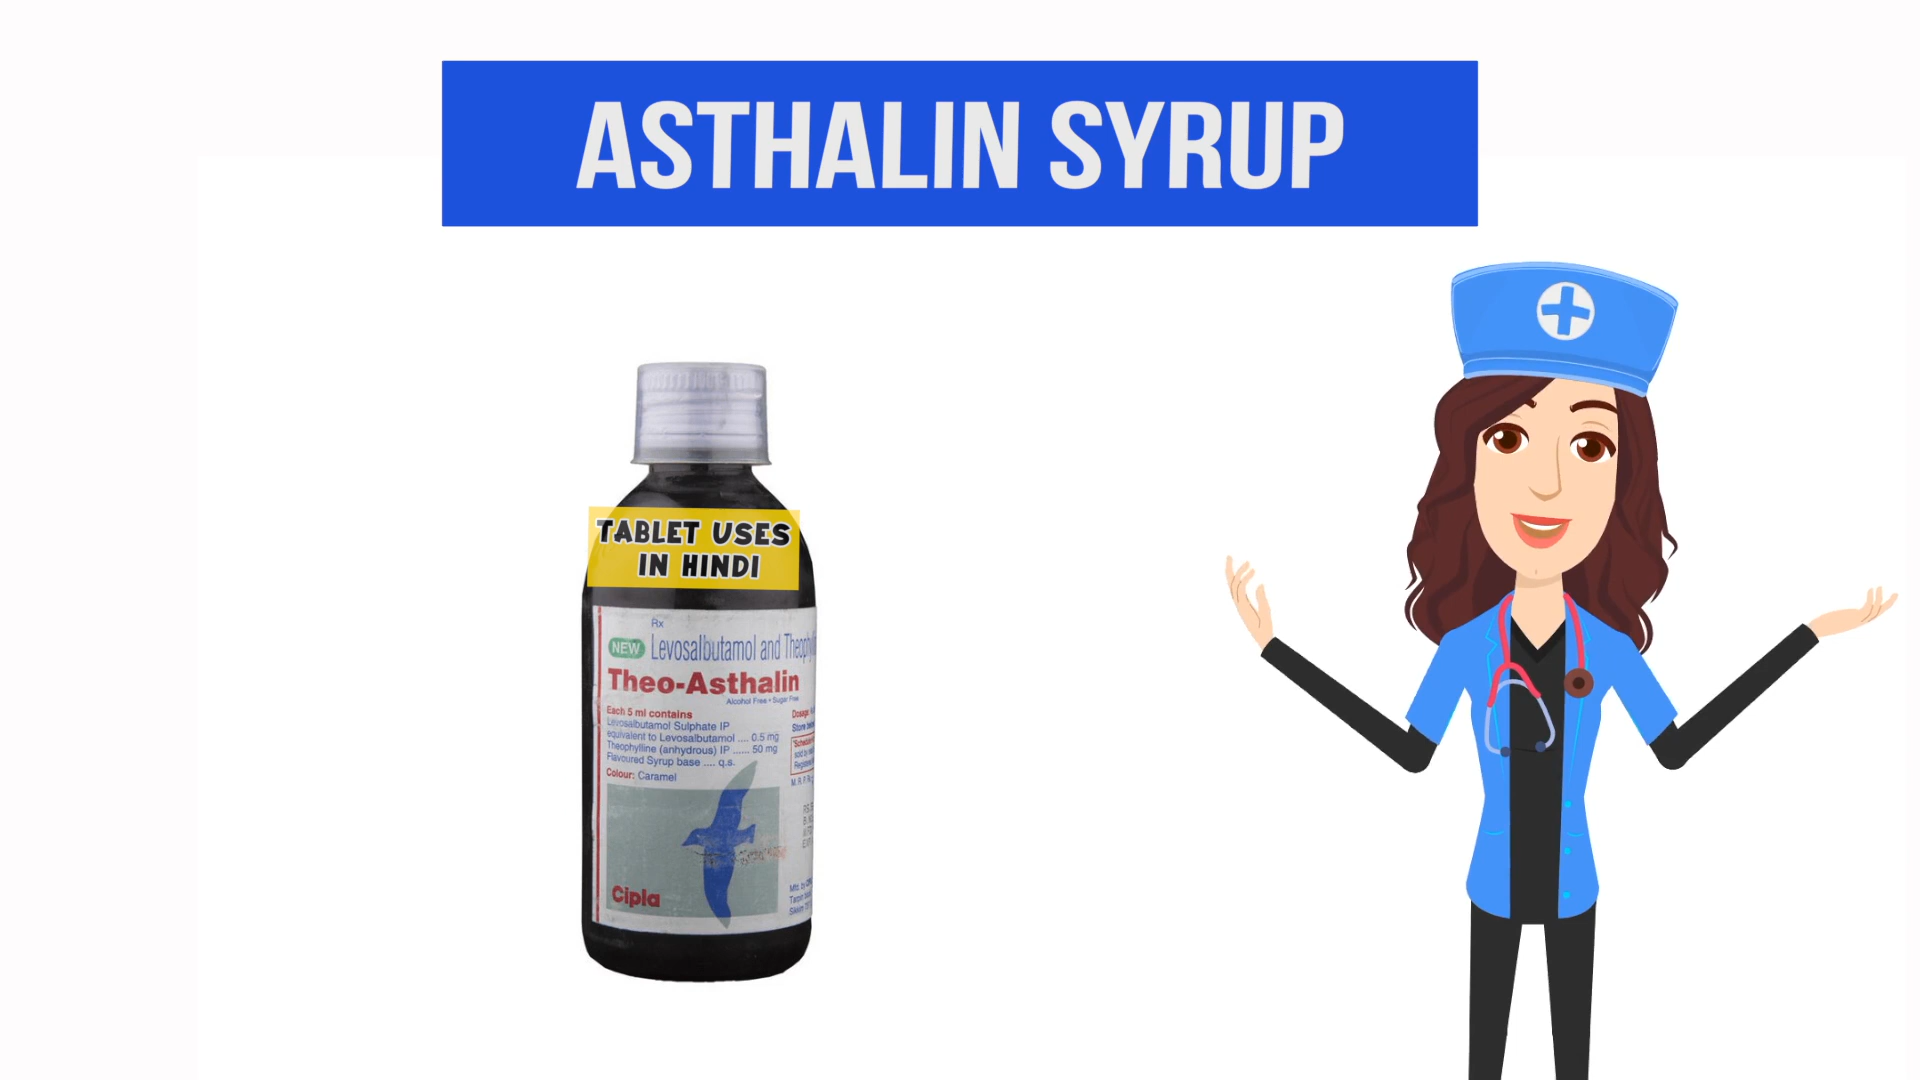 ASTHALIN SYRUP
TABLET USES
IN HINDI
Rx
NEW Levosalbutamol and
Theo-Asthalin
Alcohol Free • Sugar Free
Each 5 ml contains
Levosalbutamol Sulphate IP
equivalent to Levosalbutamol .... 0.5 mg
Theophylline (anhydrous) IP ...... 50 mg
Flavoured Syrup base .... q.s.
Colour: Caramel
Cipla